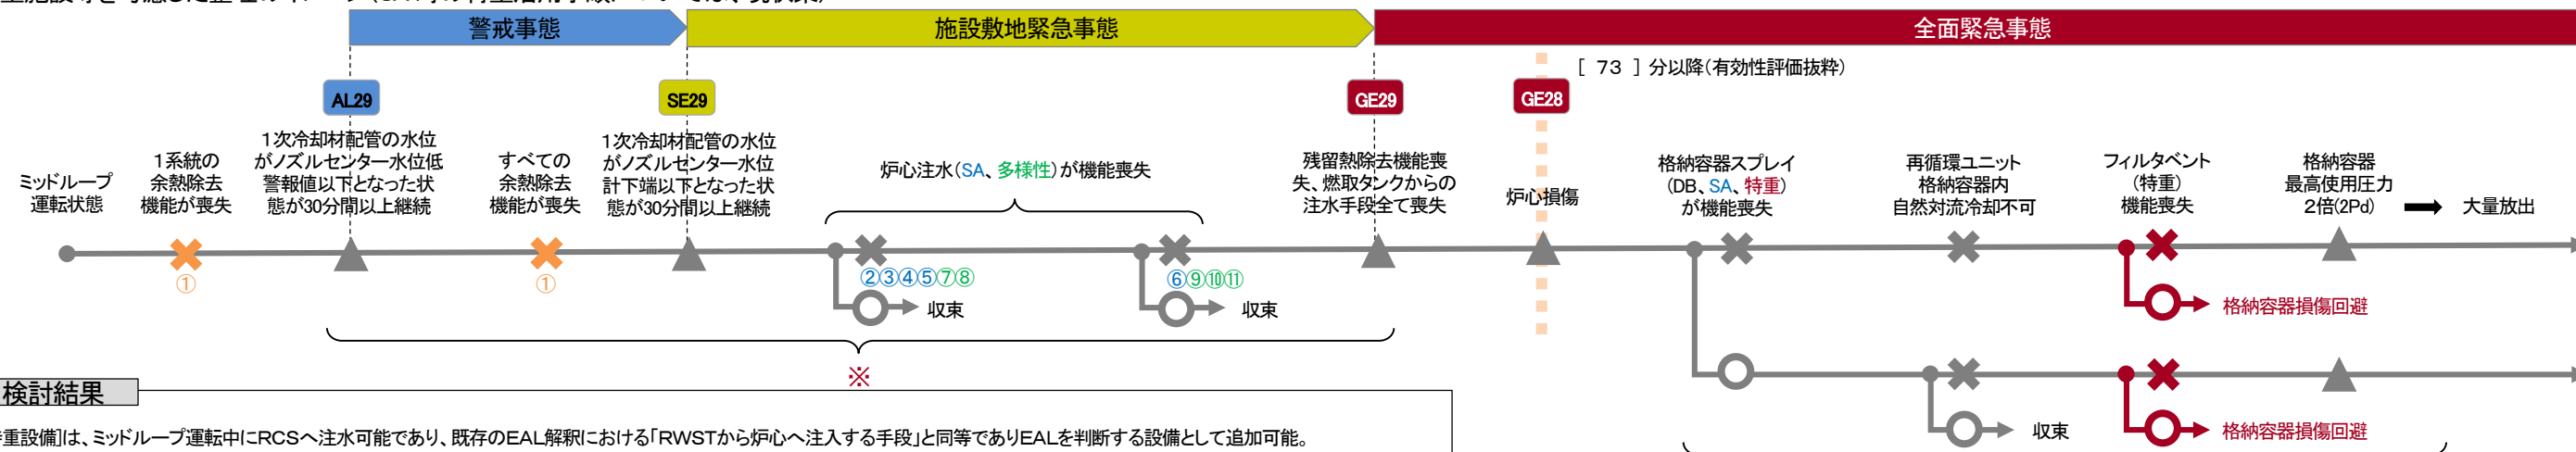 警戒事態
施設敷地緊急事態
全面緊急事態
[ 73 ] 分以降(有効性評価抜粋)
AL29
SE29
GE29
GE28
ミッドループ
運転状態
1系統の
余熱除去
機能が喪失
1次冷却材配管の水位
がノズルセンター水位低
警報値以下となった状
態が30分間以上継続
すべての
余熱除去
機能が喪失
1次冷却材配管の水位
がノズルセンター水位
計下端以下となった状
態が30分間以上継続
炉心注水(SA、多様性)が機能喪失
残留熱除去機能喪
失、燃取タンクからの
注水手段全て喪失
炉心損傷
格納容器スプレイ
(DB、SA、特重)
が機能喪失
再循環ユニット
格納容器内
自然対流冷却不可
フィルタベント
(特重)
機能喪失
格納容器
最高使用圧力
2倍(2Pd)
大量放出
①
①
②③④⑤⑦⑧
収束
⑥⑨⑩⑪
収束
格納容器損傷回避
※
収束
格納容器損傷回避
検討結果
重設備]は、ミッドループ運転中にRCSへ注水可能であり、既存のEAL解釈における「RWSTから炉心へ注入する手段」と同等でありEALを判断する設備として追加可能。